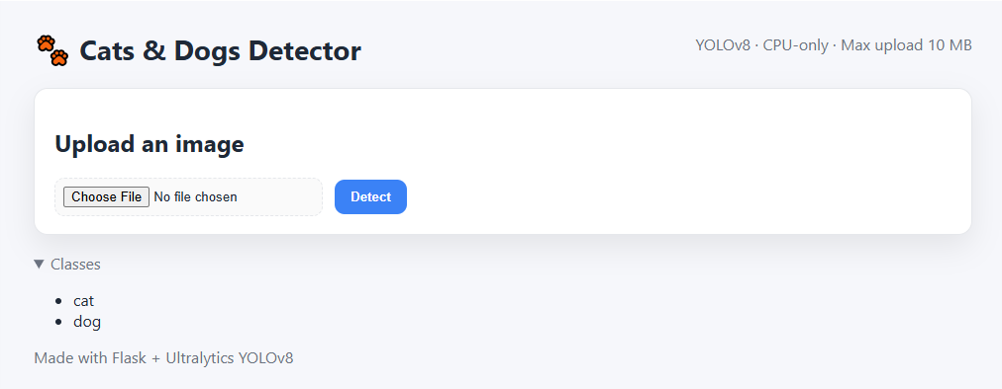 Cats & Dogs Detector
YOLOv8 · CPU-only · Max upload 10 MB
Upload an image
Choose File No file chosen
Detect
▼ Classes
• cat
• dog
Made with Flask + Ultralytics YOLOv8